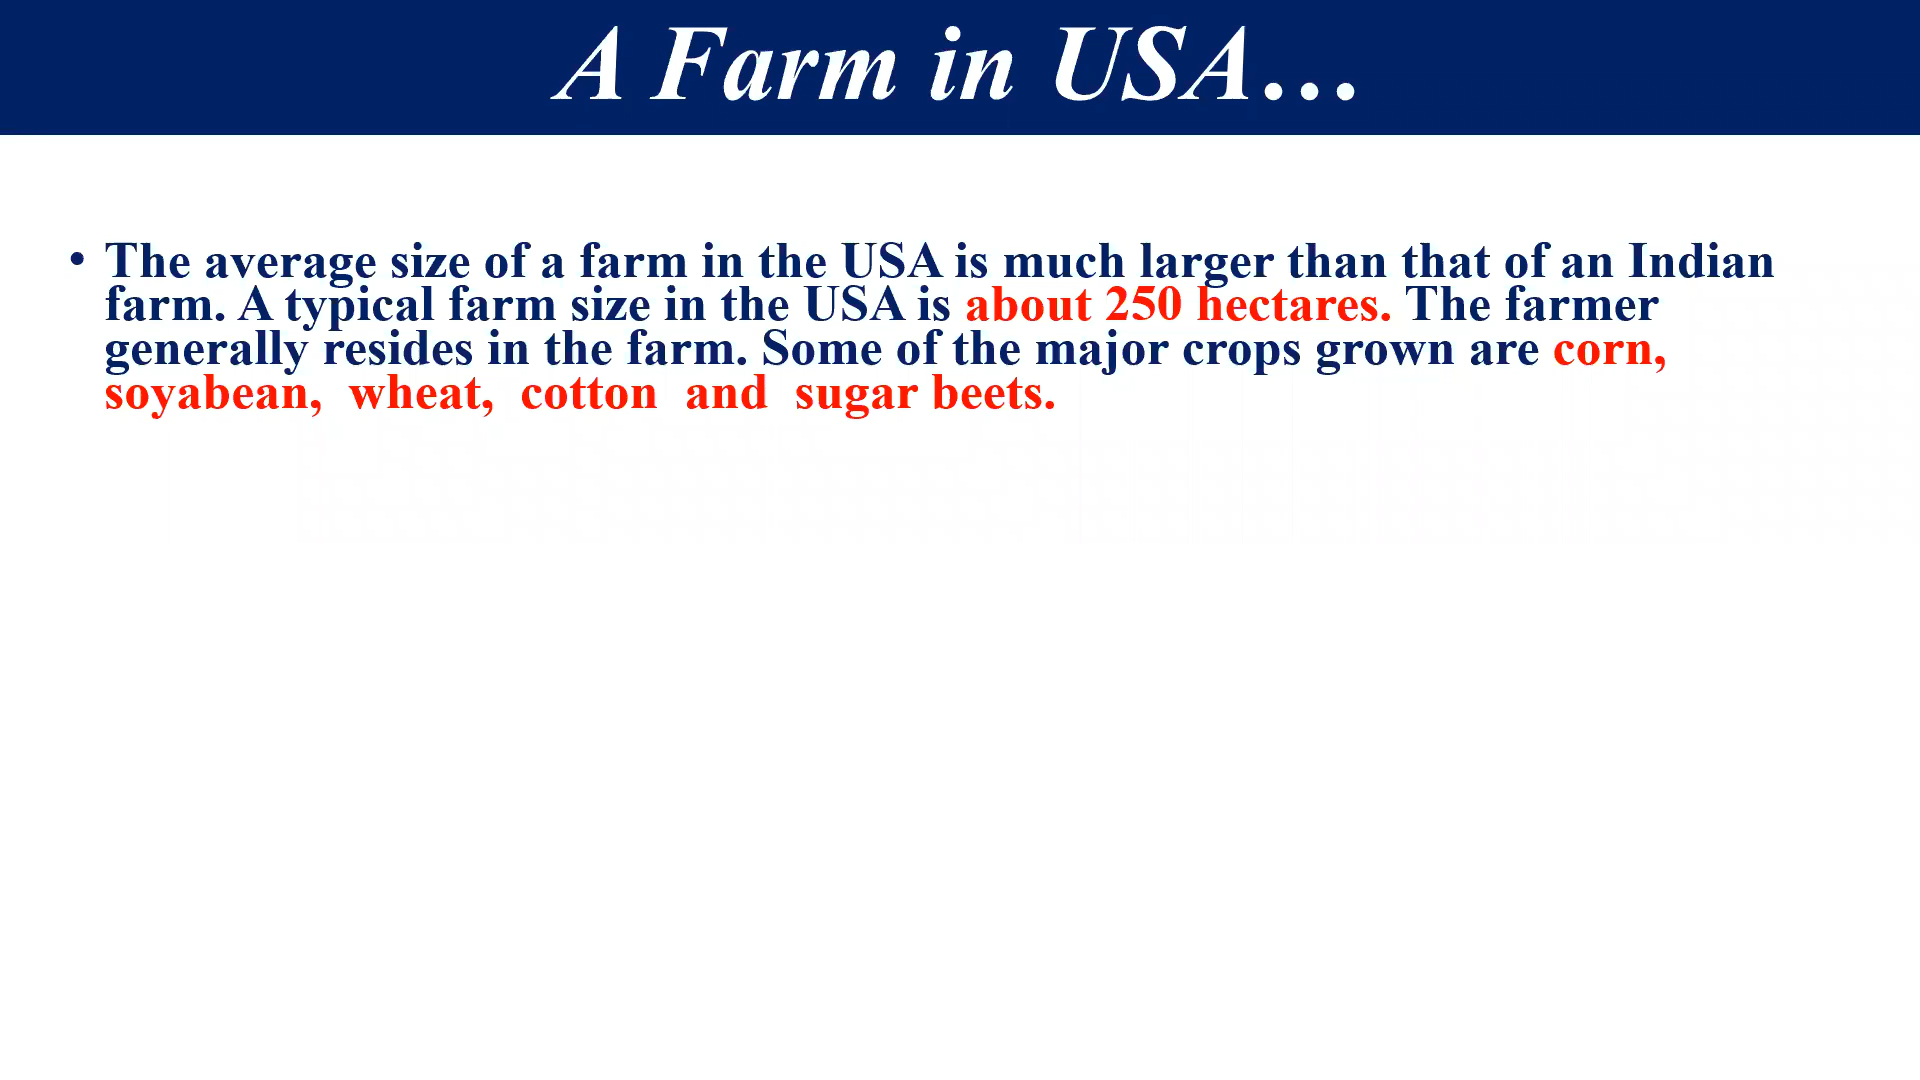 A Farm in USA…
• The average size of a farm in the USA is much larger than that of an Indian
farm. A typical farm size in the USA is about 250 hectares. The farmer
generally resides in the farm. Some of the major crops grown are corn,
soyabean, wheat, cotton and sugar beets.